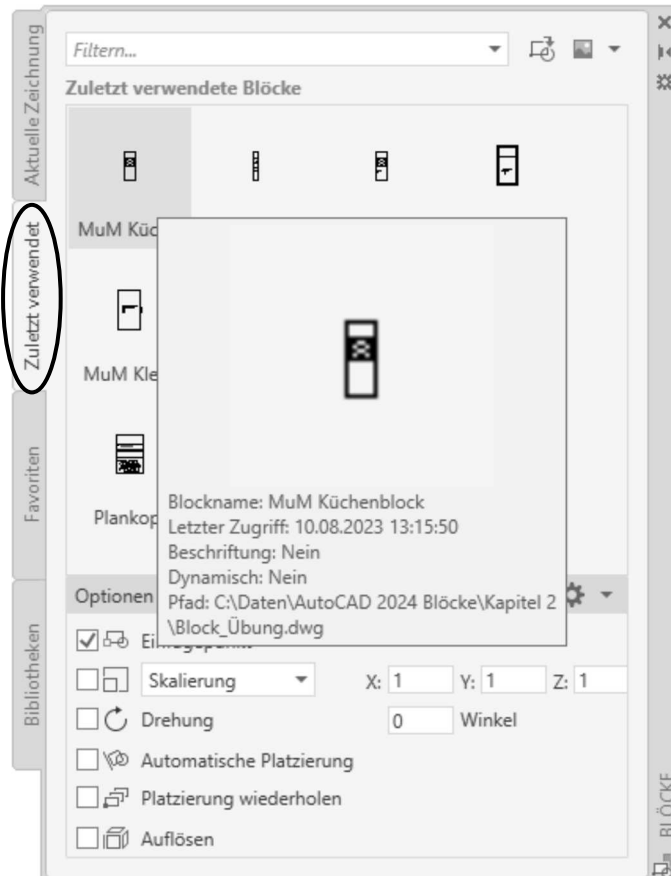 Aktuelle Zeichnung
Zuletzt verwendet
Favoriten
Bibliotheken
Filtern...
Zuletzt verwendete Blöcke
MuM Küc
MuM Kle
Plankop
Blockname: MuM Küchenblock
Letzter Zugriff: 10.08.2023 13:15:50
Beschriftung: Nein
Dynamisch: Nein
Pfad: C:\Daten\AutoCAD 2024 Blöcke\Kapitel 2
\Block_Übung.dwg
Optionen
Skalierung X: 1 Y: 1 Z: 1
Drehung 0 Winkel
Automatische Platzierung
Platzierung wiederholen
Auflösen
BLÖCKE